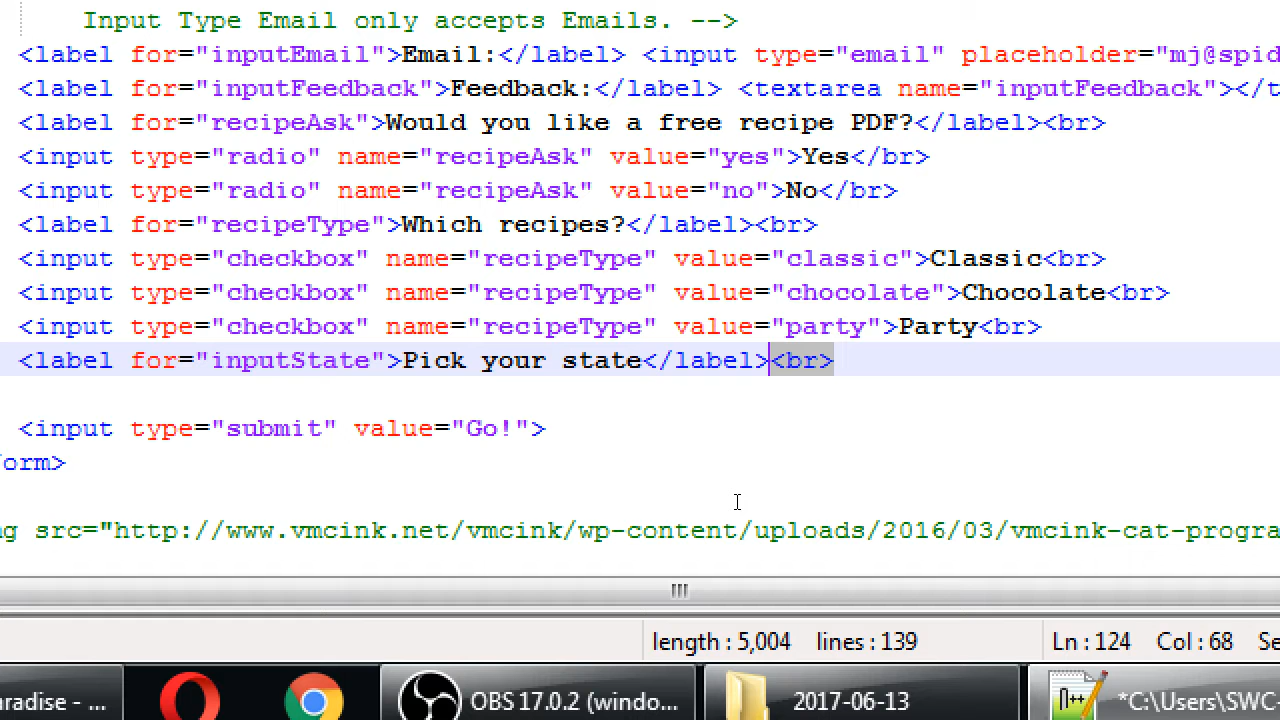 Input Type Email only accepts Emails. -->
<label for="inputEmail">Email:</label> <input type="email" placeholder="mj@spid
<label for="inputFeedback">Feedback:</label> <textarea name="inputFeedback"></t
<label for="recipeAsk">Would you like a free recipe PDF?</label><br>
<input type="radio" name="recipeAsk" value="yes">Yes</br>
<input type="radio" name="recipeAsk" value="no">No</br>
<label for="recipeType">Which recipes?</label><br>
<input type="checkbox" name="recipeType" value="classic">Classic<br>
<input type="checkbox" name="recipeType" value="chocolate">Chocolate<br>
<input type="checkbox" name="recipeType" value="party">Party<br>
<label for="inputState">Pick your state</label><br>
<input type="submit" value="Go!">
orm>
ng src="http://www.vmcink.net/vmcink/wp-content/uploads/2016/03/vmcink-cat-progra
length : 5,004 lines : 139 Ln : 124 Col : 68 Se
aradise - ... OBS 17.0.2 (windo... 2017-06-13 *C:\Users\SWC-